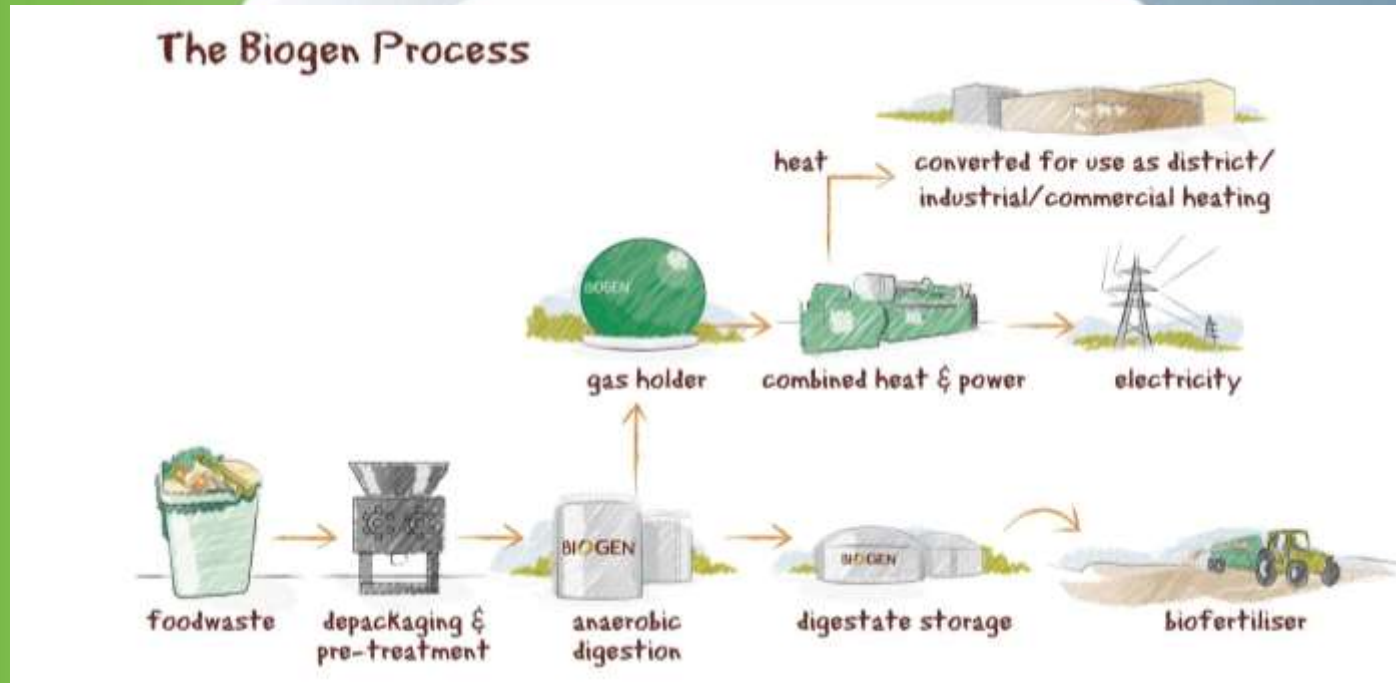 The Biogen Process
heat
converted for use as district/
industrial/commercial heating
BIOGEN
gas holder
combined heat & power
electricity
BIOGEN
BIOGEN
foodwaste
depackaging &
pre-treatment
anaerobic
digestion
digestate storage
biofertiliser